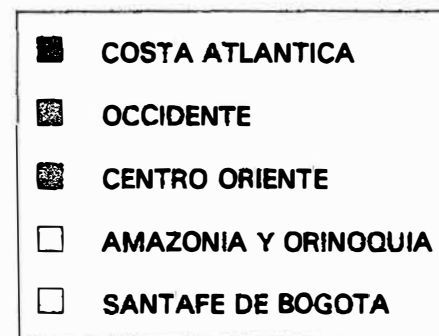 COSTA ATLANTICA
OCCIDENTE
CENTRO ORIENTE
AMAZONIA Y ORINOQUIA
SANTAFE DE BOGOTA